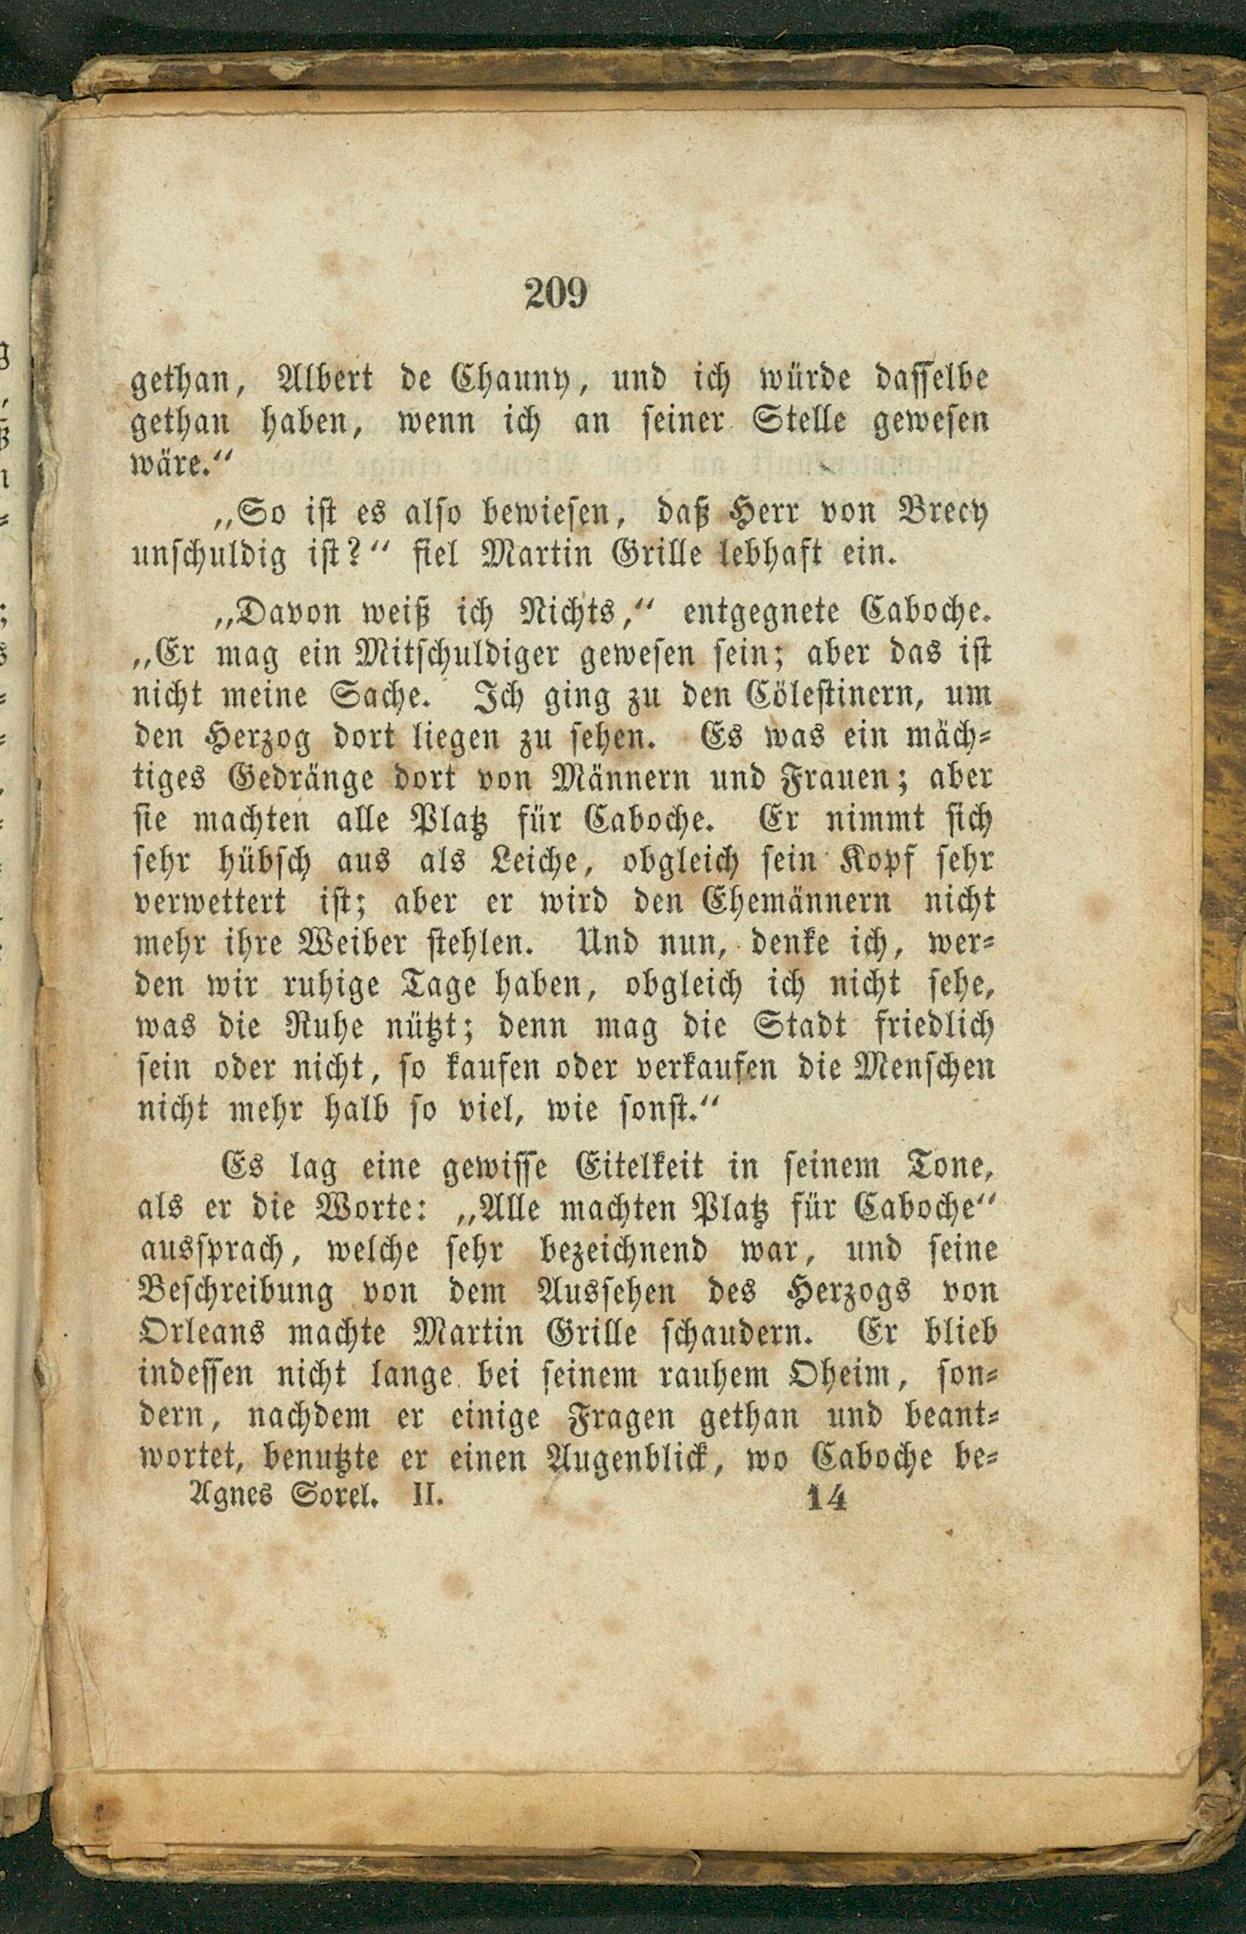 209
gethan, Albert de Chauny, und ich würde dasselbe
gethan haben, wenn ich an seiner Stelle gewesen
wäre.“
„So ist es also bewiesen, daß Herr von Brecy
unschuldig ist?“ fiel Martin Grille lebhaft ein.
„Davon weiß ich Nichts,“ entgegnete Caboche.
„Er mag ein Mitschuldiger gewesen sein; aber das ist
nicht meine Sache. Ich ging zu den Cölestinern, um
den Herzog dort liegen zu sehen. Es was ein mäch-
tiges Gedränge dort von Männern und Frauen; aber
sie machten alle Platz für Caboche. Er nimmt sich
sehr hübsch aus als Leiche, obgleich sein Kopf sehr
verwettert ist; aber er wird den Ehemännern nicht
mehr ihre Weiber stehlen. Und nun, denke ich, wer-
den wir ruhige Tage haben, obgleich ich nicht sehe,
was die Ruhe nützt; denn mag die Stadt friedlich
sein oder nicht, so kaufen oder verkaufen die Menschen
nicht mehr halb so viel, wie sonst.“
Es lag eine gewisse Eitelkeit in seinem Tone,
als er die Worte: „Alle machten Platz für Caboche“
aussprach, welche sehr bezeichnend war, und seine
Beschreibung von dem Aussehen des Herzogs von
Orleans machte Martin Grille schaudern. Er blieb
indessen nicht lange bei seinem rauhem Oheim, son-
dern, nachdem er einige Fragen gethan und beant-
wortet, benutzte er einen Augenblick, wo Caboche be-
Agnes Sorel. II. 14